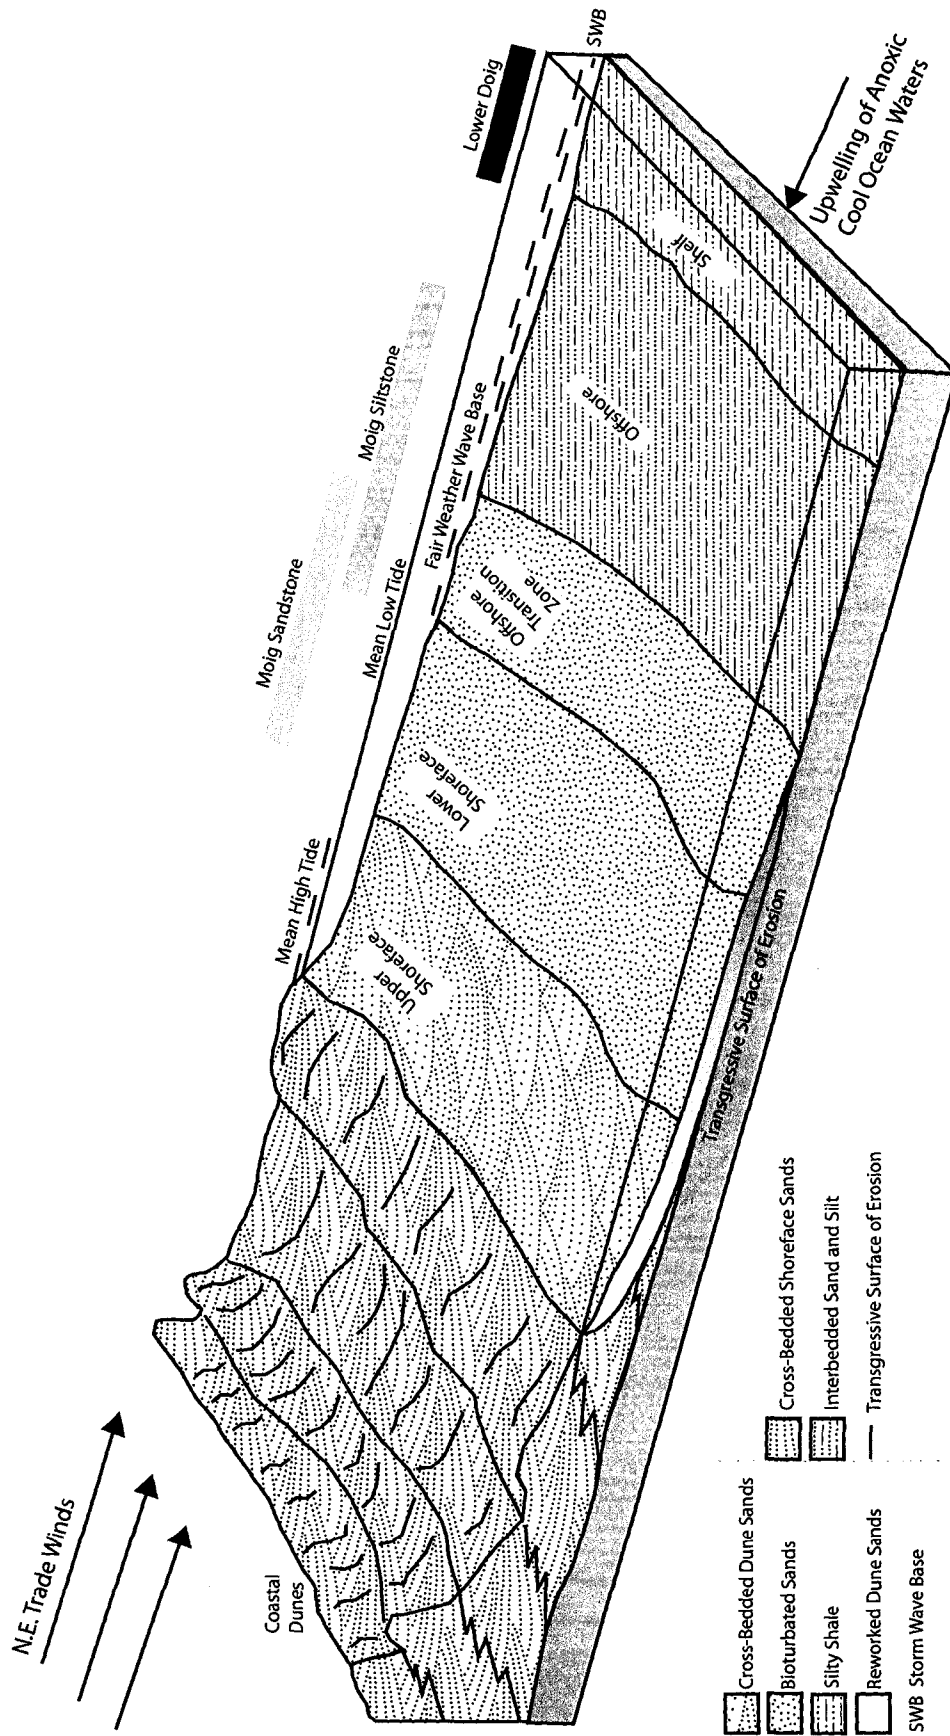 N.E. Trade Winds
Coastal
Dunes
Mean High Tide
Mean Low Tide
Moig Sandstone
Moig Siltstone
Lower Doig
Fair Weather Wave Base
SWB
Upper
Shoreface
Lower
Shoreface
Offshore
Transition
Zone
Offshore
Shelf
Upwelling of Anoxic
Cool Ocean Waters
Transgressive Surface of Erosion
Cross-Bedded Dune Sands
Bioturbated Sands
Silty Shale
Reworked Dune Sands
SWB Storm Wave Base
Cross-Bedded Shoreface Sands
Interbedded Sand and Silt
Transgressive Surface of Erosion